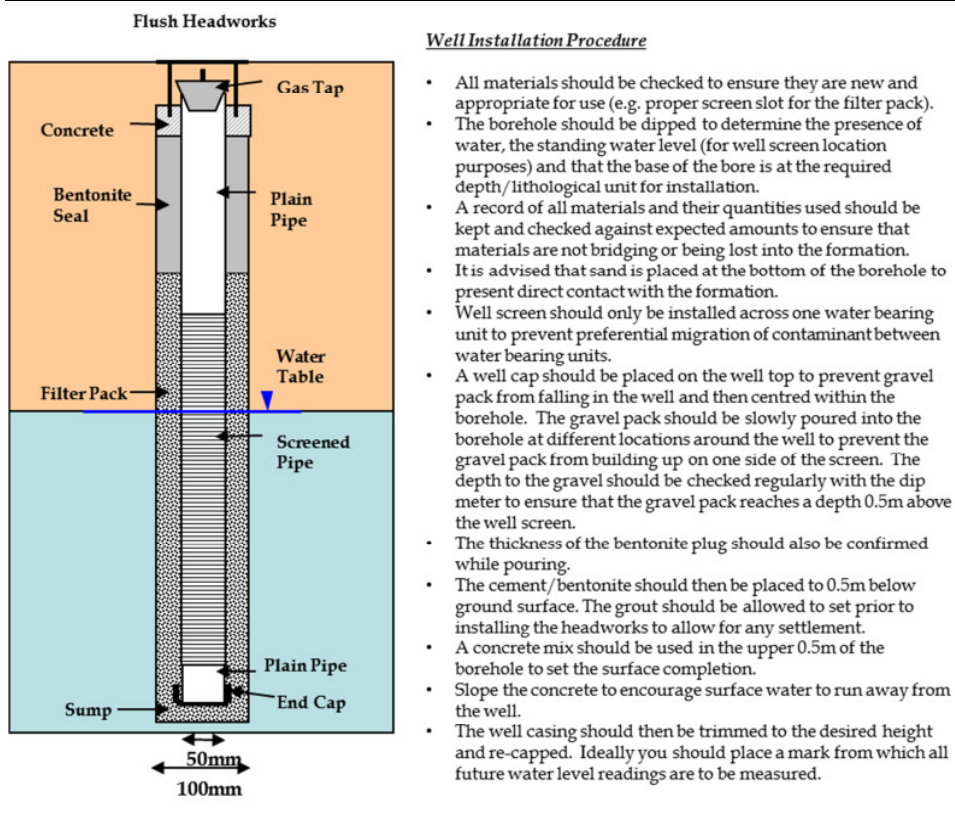 Flush Headworks
Gas Tap
Concrete
Bentonite
Seal
Plain
Pipe
Water
Table
Filter Pack
Screened
Pipe
Plain Pipe
End Cap
Sump
50mm
100mm
Well Installation Procedure
• All materials should be checked to ensure they are new and
appropriate for use (e.g. proper screen slot for the filter pack).
• The borehole should be dipped to determine the presence of
water, the standing water level (for well screen location
purposes) and that the base of the bore is at the required
depth/lithological unit for installation.
• A record of all materials and their quantities used should be
kept and checked against expected amounts to ensure that
materials are not bridging or being lost into the formation.
• It is advised that sand is placed at the bottom of the borehole to
present direct contact with the formation.
• Well screen should only be installed across one water bearing
unit to prevent preferential migration of contaminant between
water bearing units.
• A well cap should be placed on the well top to prevent gravel
pack from falling in the well and then centred within the
borehole. The gravel pack should be slowly poured into the
borehole at different locations around the well to prevent the
gravel pack from building up on one side of the screen. The
depth to the gravel should be checked regularly with the dip
meter to ensure that the gravel pack reaches a depth 0.5m above
the well screen.
• The thickness of the bentonite plug should also be confirmed
while pouring.
• The cement/bentonite should then be placed to 0.5m below
ground surface. The grout should be allowed to set prior to
installing the headworks to allow for any settlement.
• A concrete mix should be used in the upper 0.5m of the
borehole to set the surface completion.
• Slope the concrete to encourage surface water to run away from
the well.
• The well casing should then be trimmed to the desired height
and re-capped. Ideally you should place a mark from which all
future water level readings are to be measured.